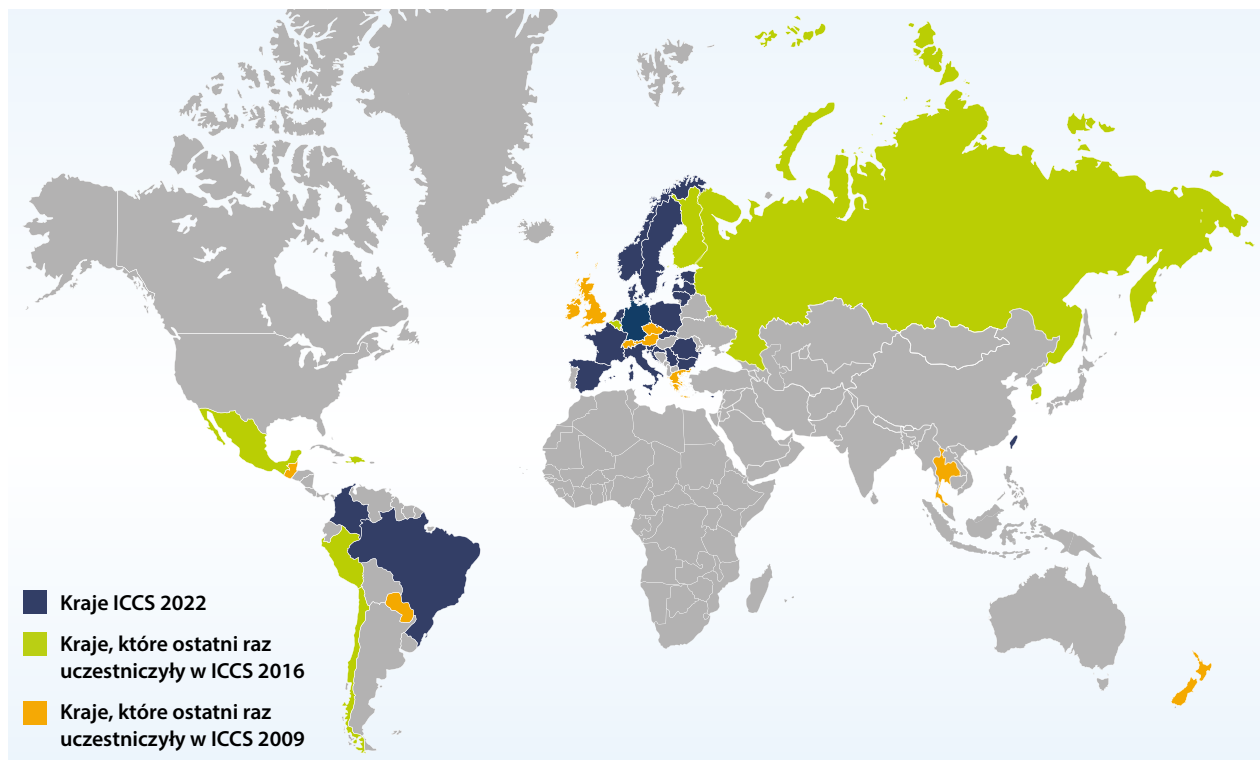 Kraje ICCS 2022
Kraje, które ostatni raz
uczestniczyły w ICCS 2016
Kraje, które ostatni raz
uczestniczyły w ICCS 2009